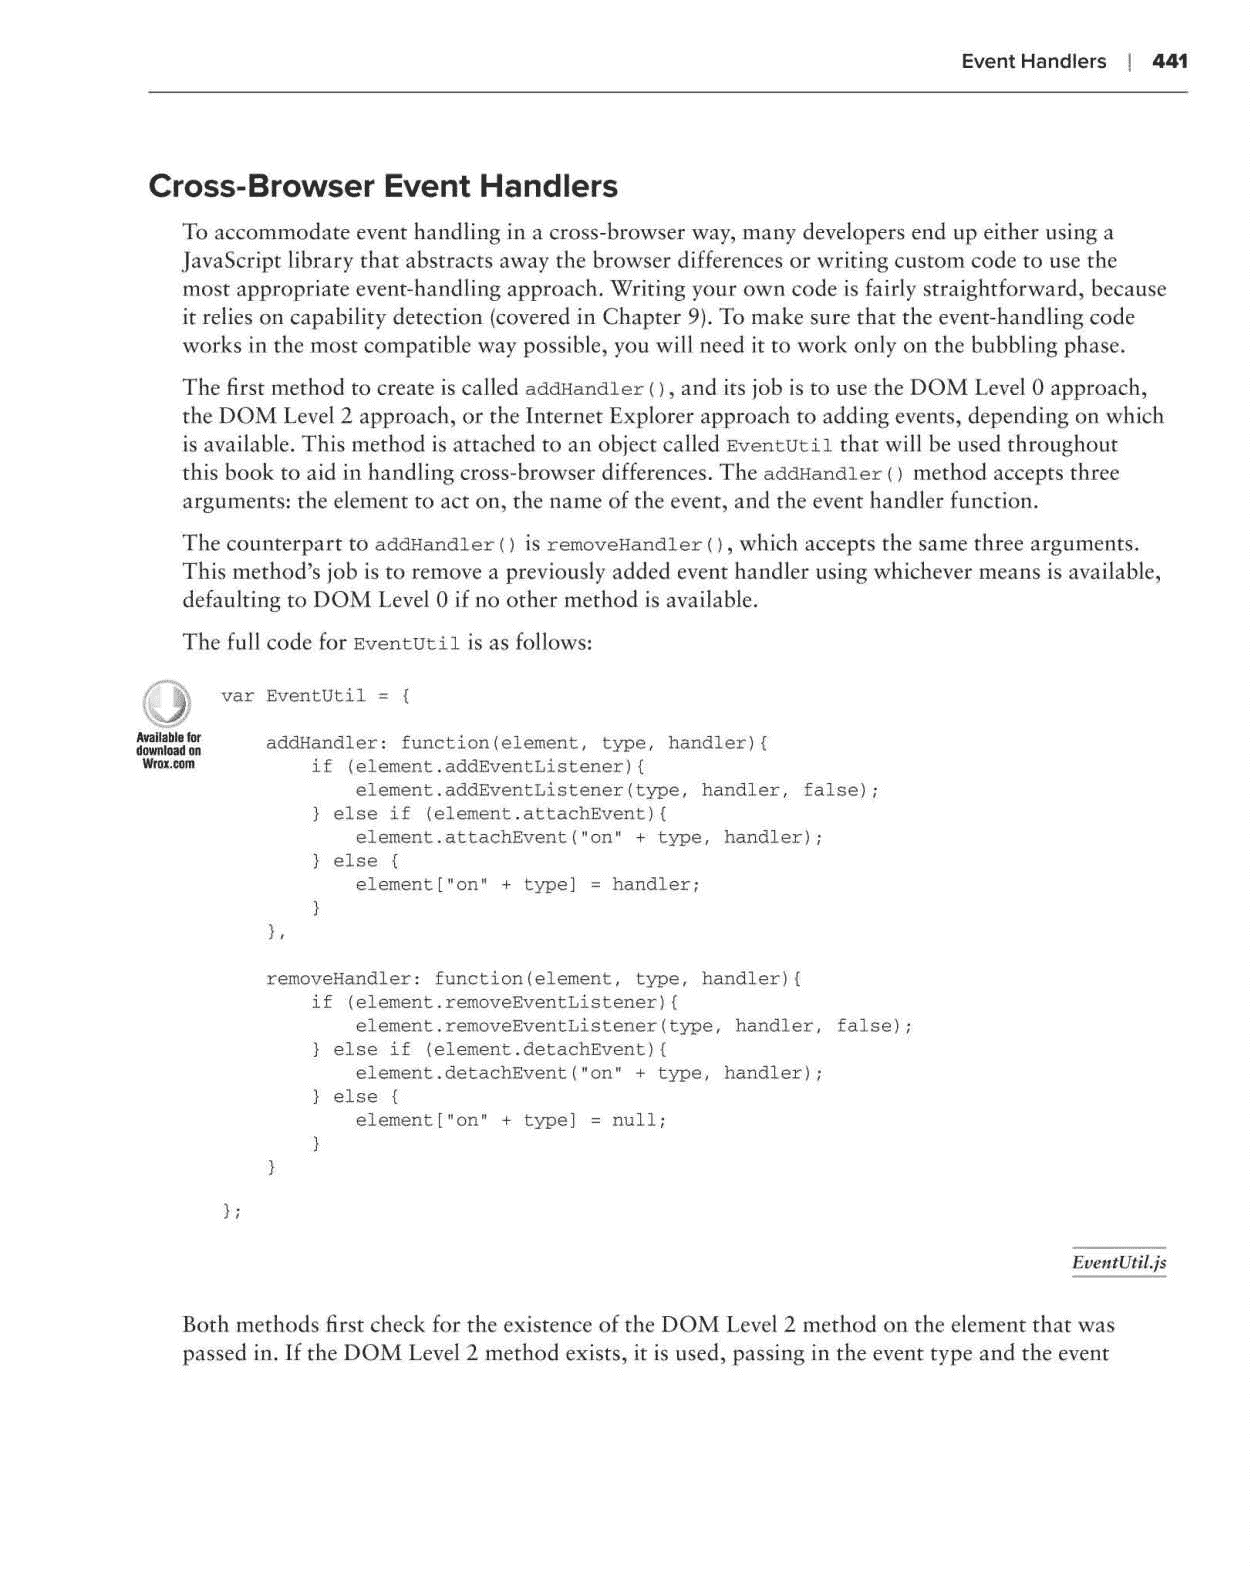 Event Handlers | 441
Cross-Browser Event Handlers
To accommodate event handling in a cross-browser way, many developers end up either using a
JavaScript library that abstracts away the browser differences or writing custom code to use the
most appropriate event-handling approach. Writing your own code is fairly straightforward, because
it relies on capability detection (covered in Chapter 9). To make sure that the event-handling code
works in the most compatible way possible, you will need it to work only on the bubbling phase.
The first method to create is called addHandler(), and its job is to use the DOM Level 0 approach,
the DOM Level 2 approach, or the Internet Explorer approach to adding events, depending on which
is available. This method is attached to an object called EventUtil that will be used throughout
this book to aid in handling cross-browser differences. The addHandler() method accepts three
arguments: the element to act on, the name of the event, and the event handler function.
The counterpart to addHandler() is removeHandler(), which accepts the same three arguments.
This method's job is to remove a previously added event handler using whichever means is available,
defaulting to DOM Level 0 if no other method is available.
The full code for EventUtil is as follows:
Available for
download on
Wrox.com
var EventUtil = {
addHandler: function(element, type, handler){
if (element.addEventListener){
element.addEventListener(type, handler, false);
} else if (element.attachEvent){
element.attachEvent("on" + type, handler);
} else {
element["on" + type] = handler;
}
},
removeHandler: function(element, type, handler){
if (element.removeEventListener){
element.removeEventListener(type, handler, false);
} else if (element.detachEvent){
element.detachEvent("on" + type, handler);
} else {
element["on" + type] = null;
}
}
};
EventUtil.js
Both methods first check for the existence of the DOM Level 2 method on the element that was
passed in. If the DOM Level 2 method exists, it is used, passing in the event type and the event